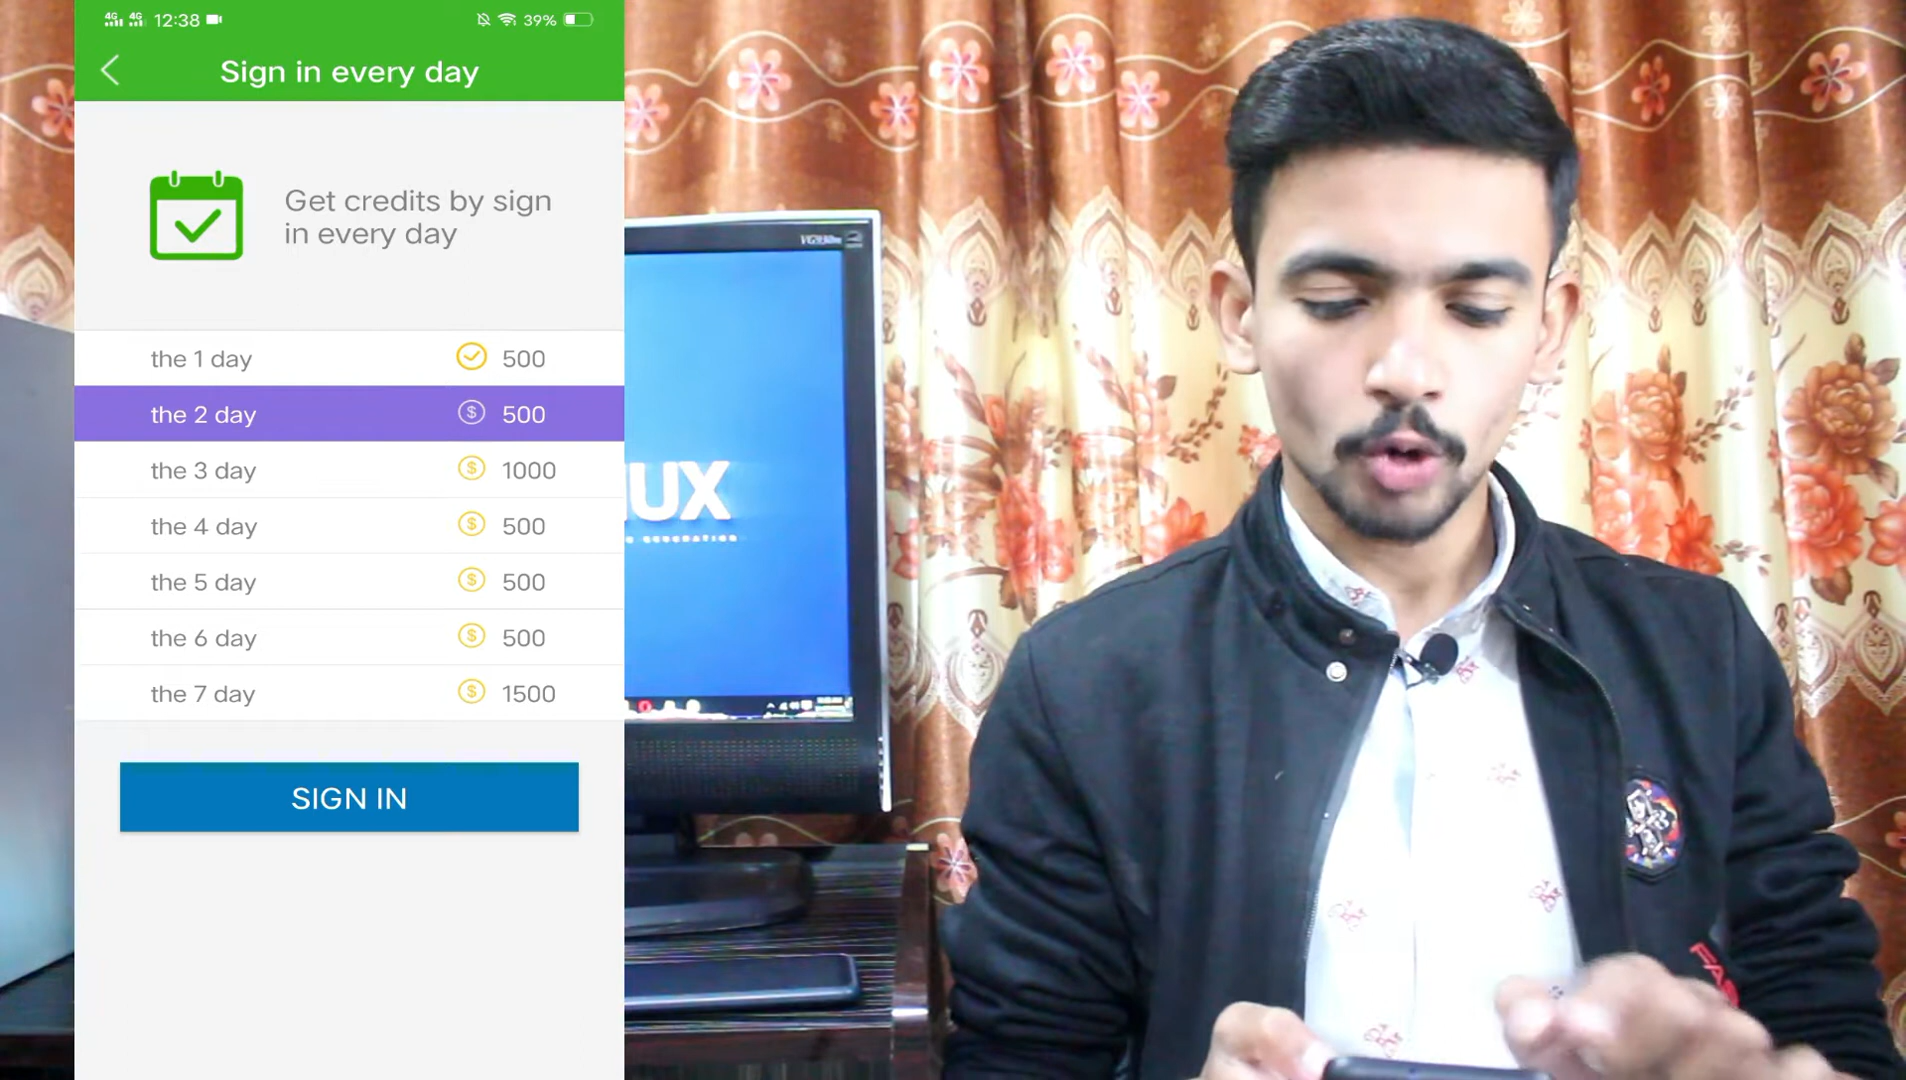 4G 4G 12:38 39%
Sign in every day
Get credits by sign
in every day
the 1 day 500
the 2 day 500
the 3 day 1000
the 4 day 500
the 5 day 500
the 6 day 500
the 7 day 1500
SIGN IN
UX